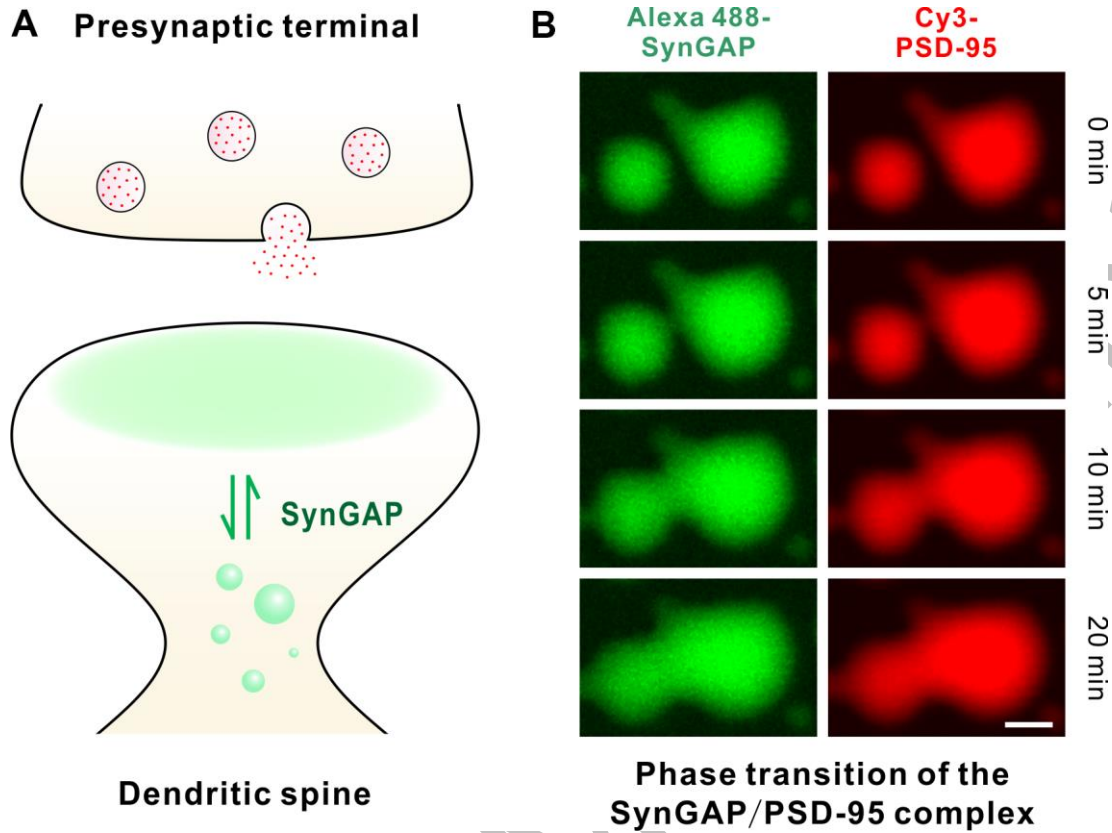 A
Presynaptic terminal
SynGAP
Dendritic spine
B
Alexa 488-
SynGAP
Cy3-
PSD-95
0 min
5 min
10 min
20 min
Phase transition of the
SynGAP/PSD-95 complex